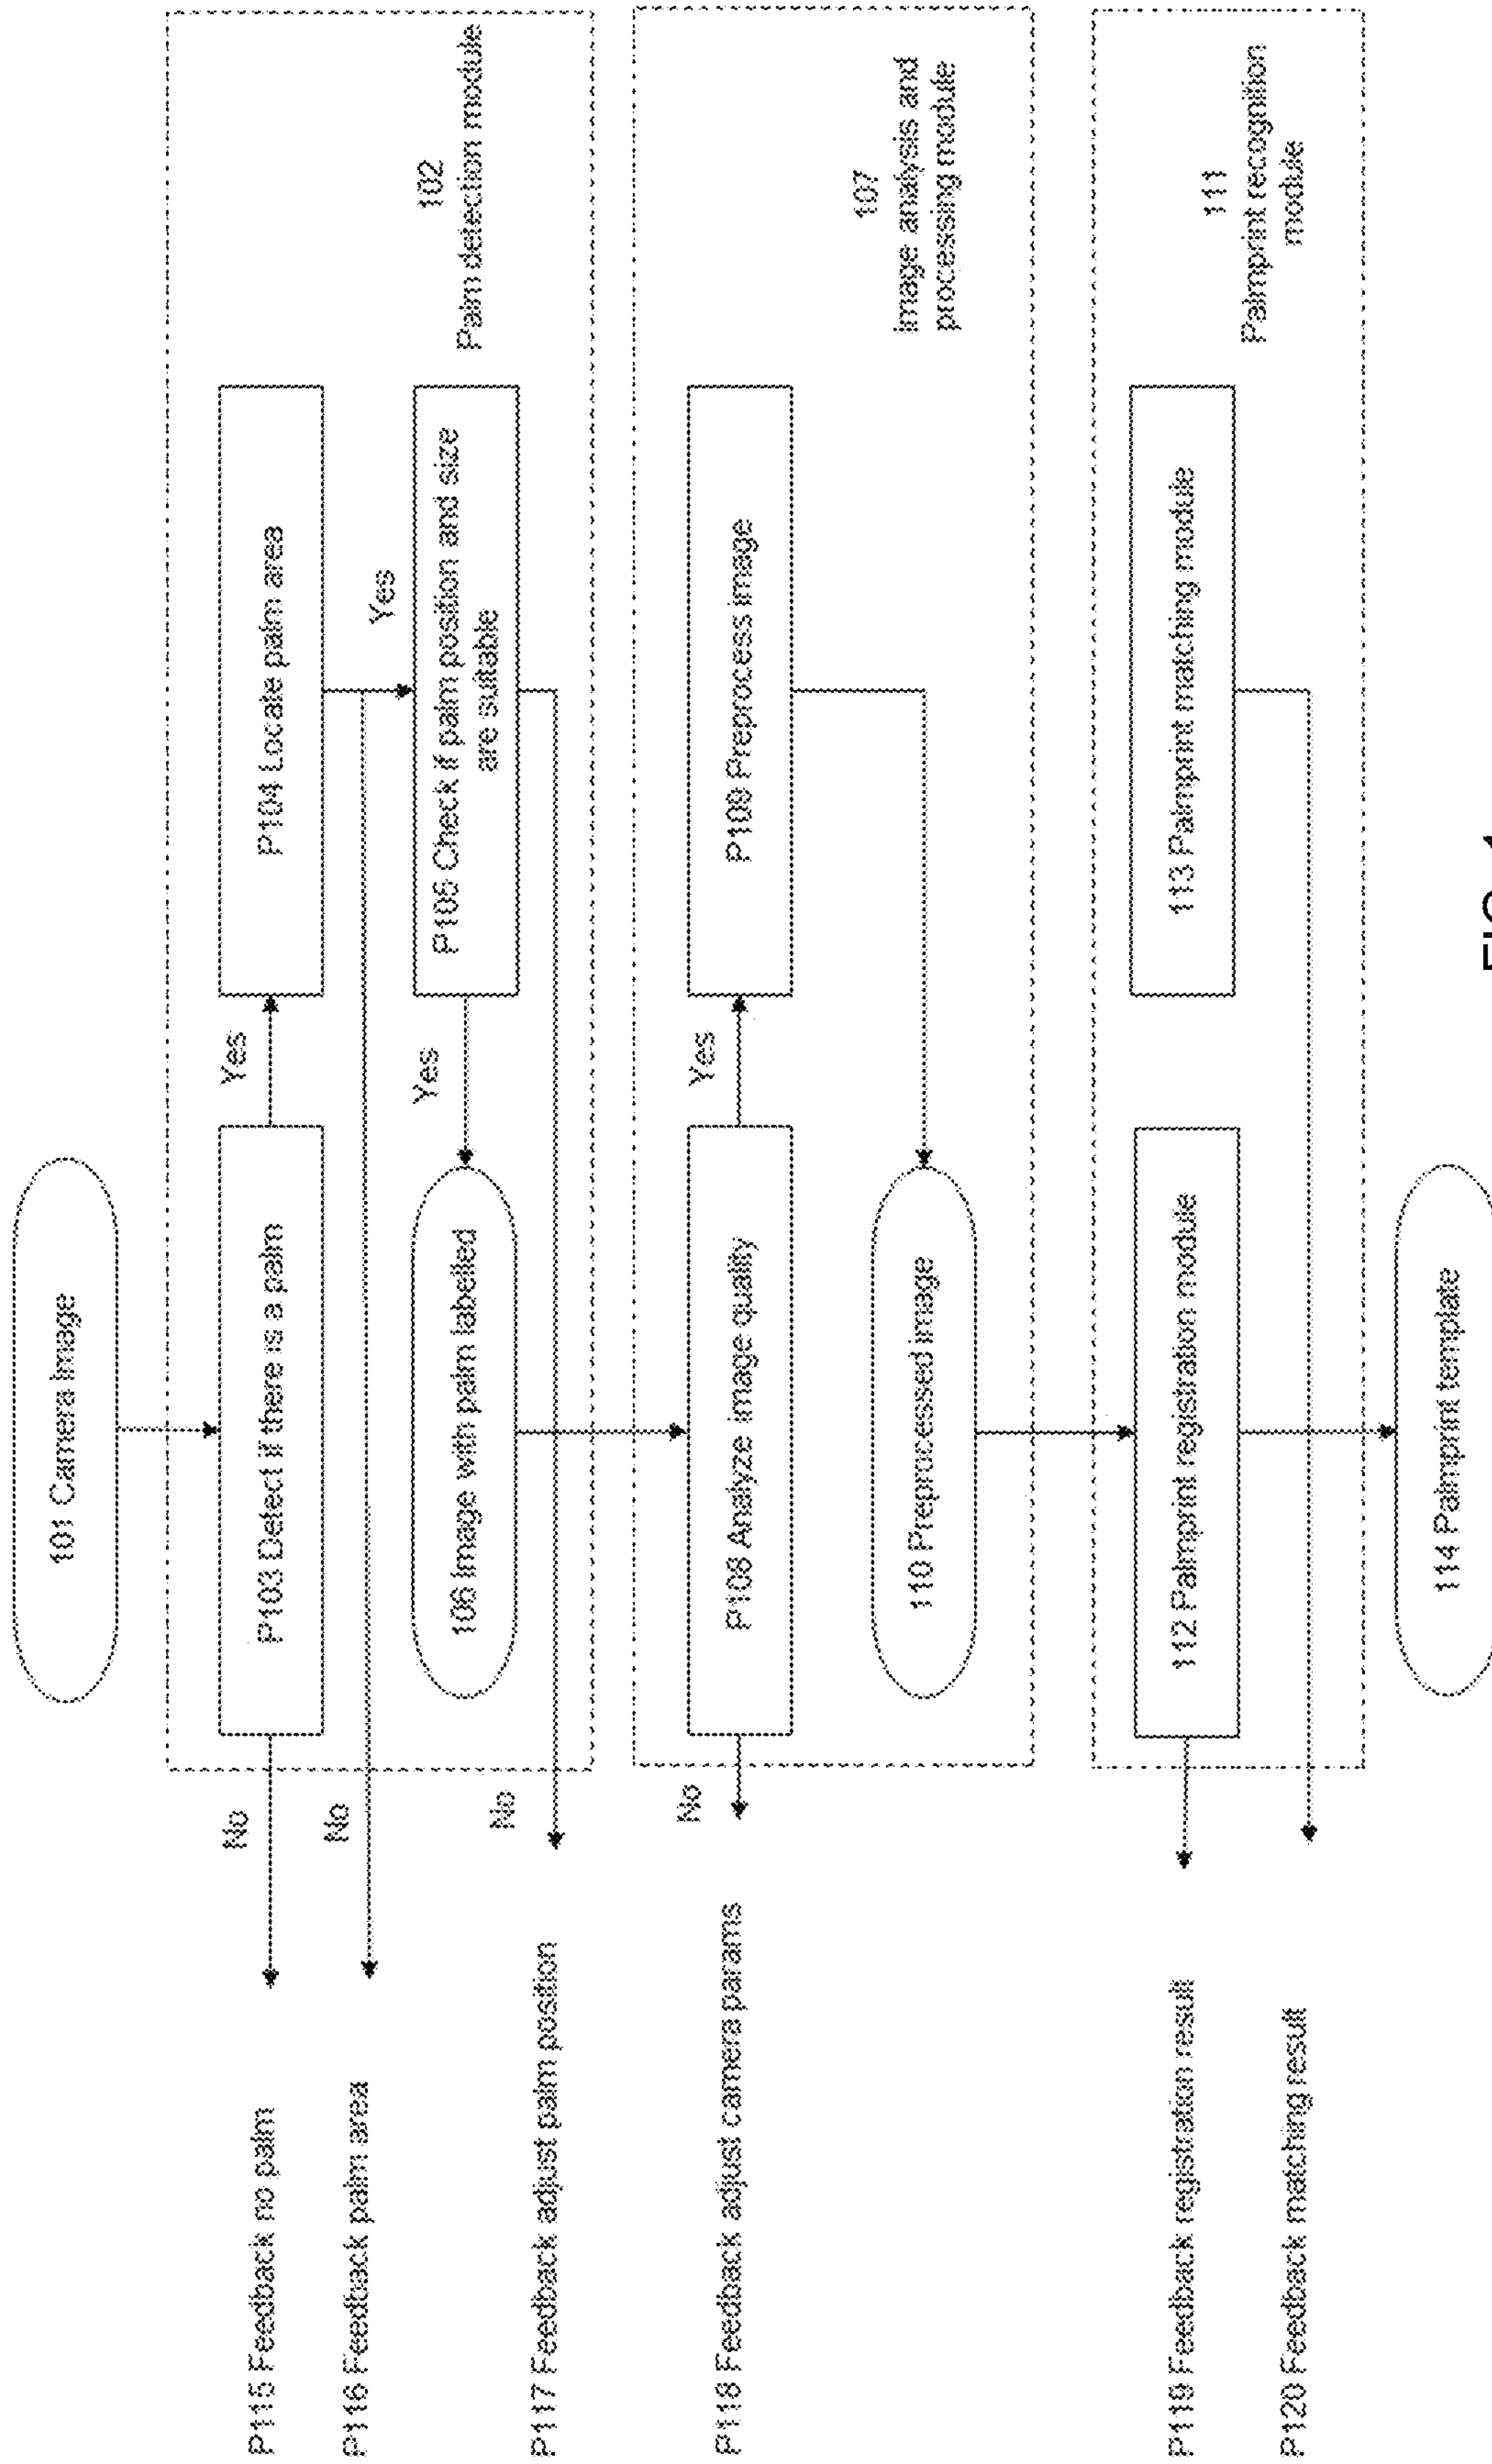 101 Camera Image
P103 Detect if there is a palm
Yes
P104 Locate palm area
No
P115 Feedback no palm
Yes
No
P116 Feedback palm area
106 Image with palm labelled
Yes
P105 Check if palm position and size
are suitable
102
Palm detection module
No
P117 Feedback adjust palm position
P108 Analyze image quality
Yes
P109 Preprocess image
No
P118 Feedback adjust camera params
110 Preprocessed image
107
Image analysis and
processing module
112 Palmprint registration module
113 Palmprint matching module
111
Palmprint recognition
module
P119 Feedback registration result
P120 Feedback matching result
114 Palmprint template